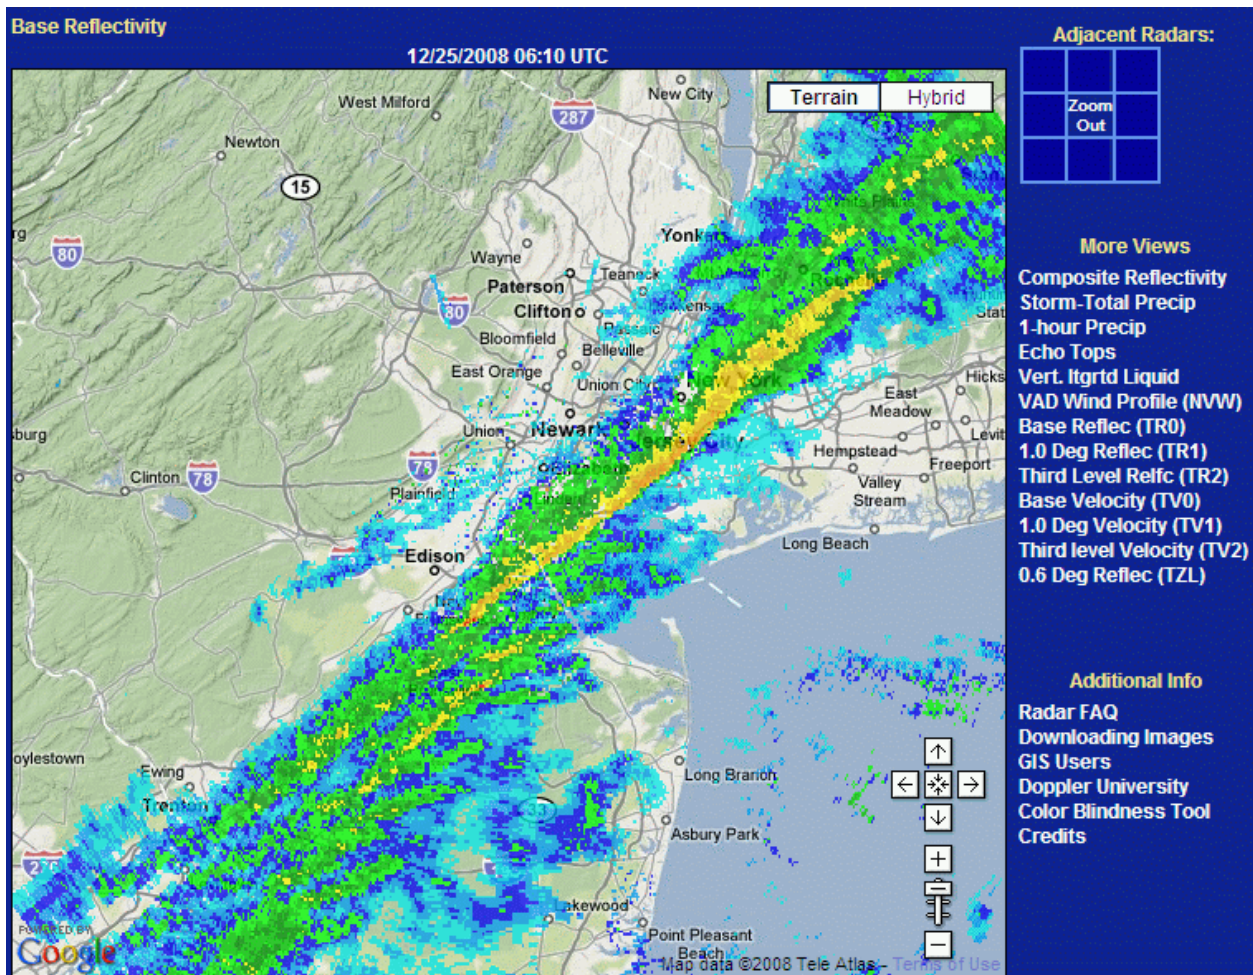 Base Reflectivity
12/25/2008 06:10 UTC
Adjacent Radars:
Zoom
Out
Terrain
Hybrid
New City
West Milford
287
Newton
15
80
Wayne
Teaneck
Paterson
80
Clifton
Passaic
Bloomfield
Belleville
East Orange
Union City
New York
Newark
Union
78
Clinton
78
Plainfield
Edison
East
Meadow
Hempstead
Freeport
Valley
Stream
Long Beach
Ewing
Trenton
Asbury Park
Lakewood
Point Pleasant
Beach
POWERED BY
Google
Map data ©2008 Tele Atlas - Terms of Use
More Views
Composite Reflectivity
Storm-Total Precip
1-hour Precip
Echo Tops
Vert. Itgrtd Liquid
VAD Wind Profile (NVW)
Base Reflec (TR0)
1.0 Deg Reflec (TR1)
Third Level Relfc (TR2)
Base Velocity (TV0)
1.0 Deg Velocity (TV1)
Third level Velocity (TV2)
0.6 Deg Reflec (TZL)
Additional Info
Radar FAQ
Downloading Images
GIS Users
Doppler University
Color Blindness Tool
Credits